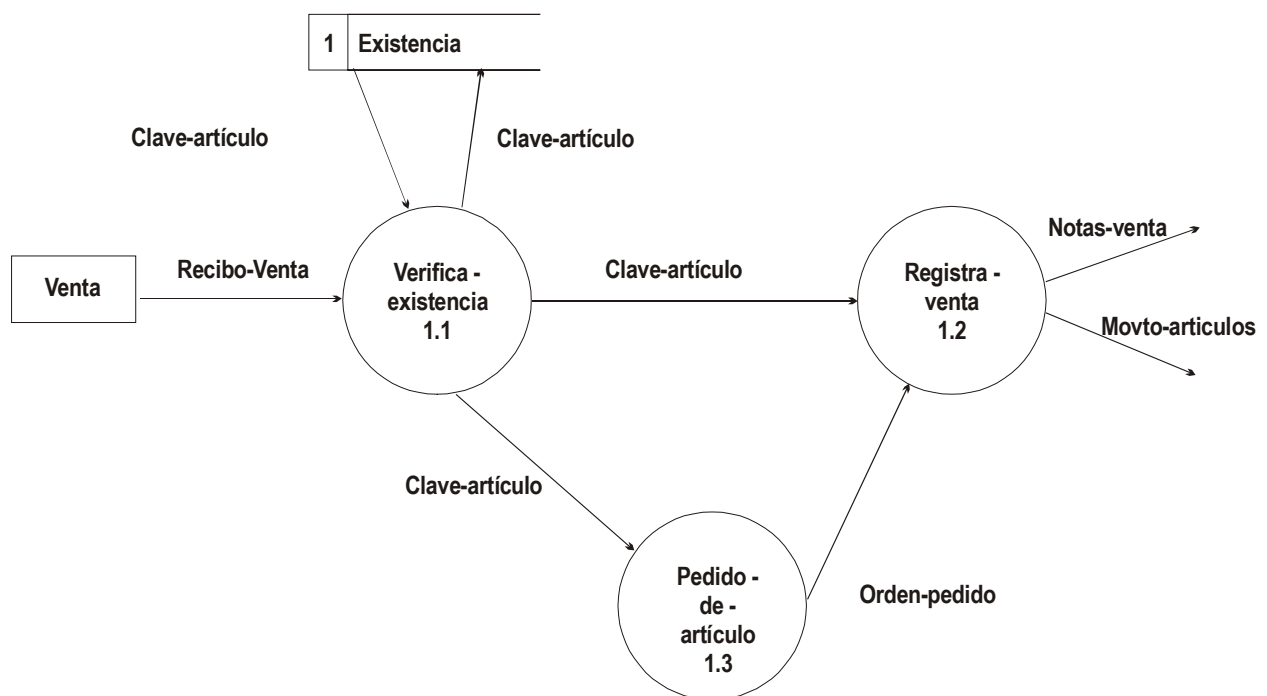 1 Existencia
Clave-artículo
Clave-artículo
Notas-venta
Recibo-Venta
Verifica -
existencia
1.1
Clave-artículo
Registra -
venta
1.2
Venta
Movto-articulos
Clave-artículo
Pedido -
de -
artículo
1.3
Orden-pedido